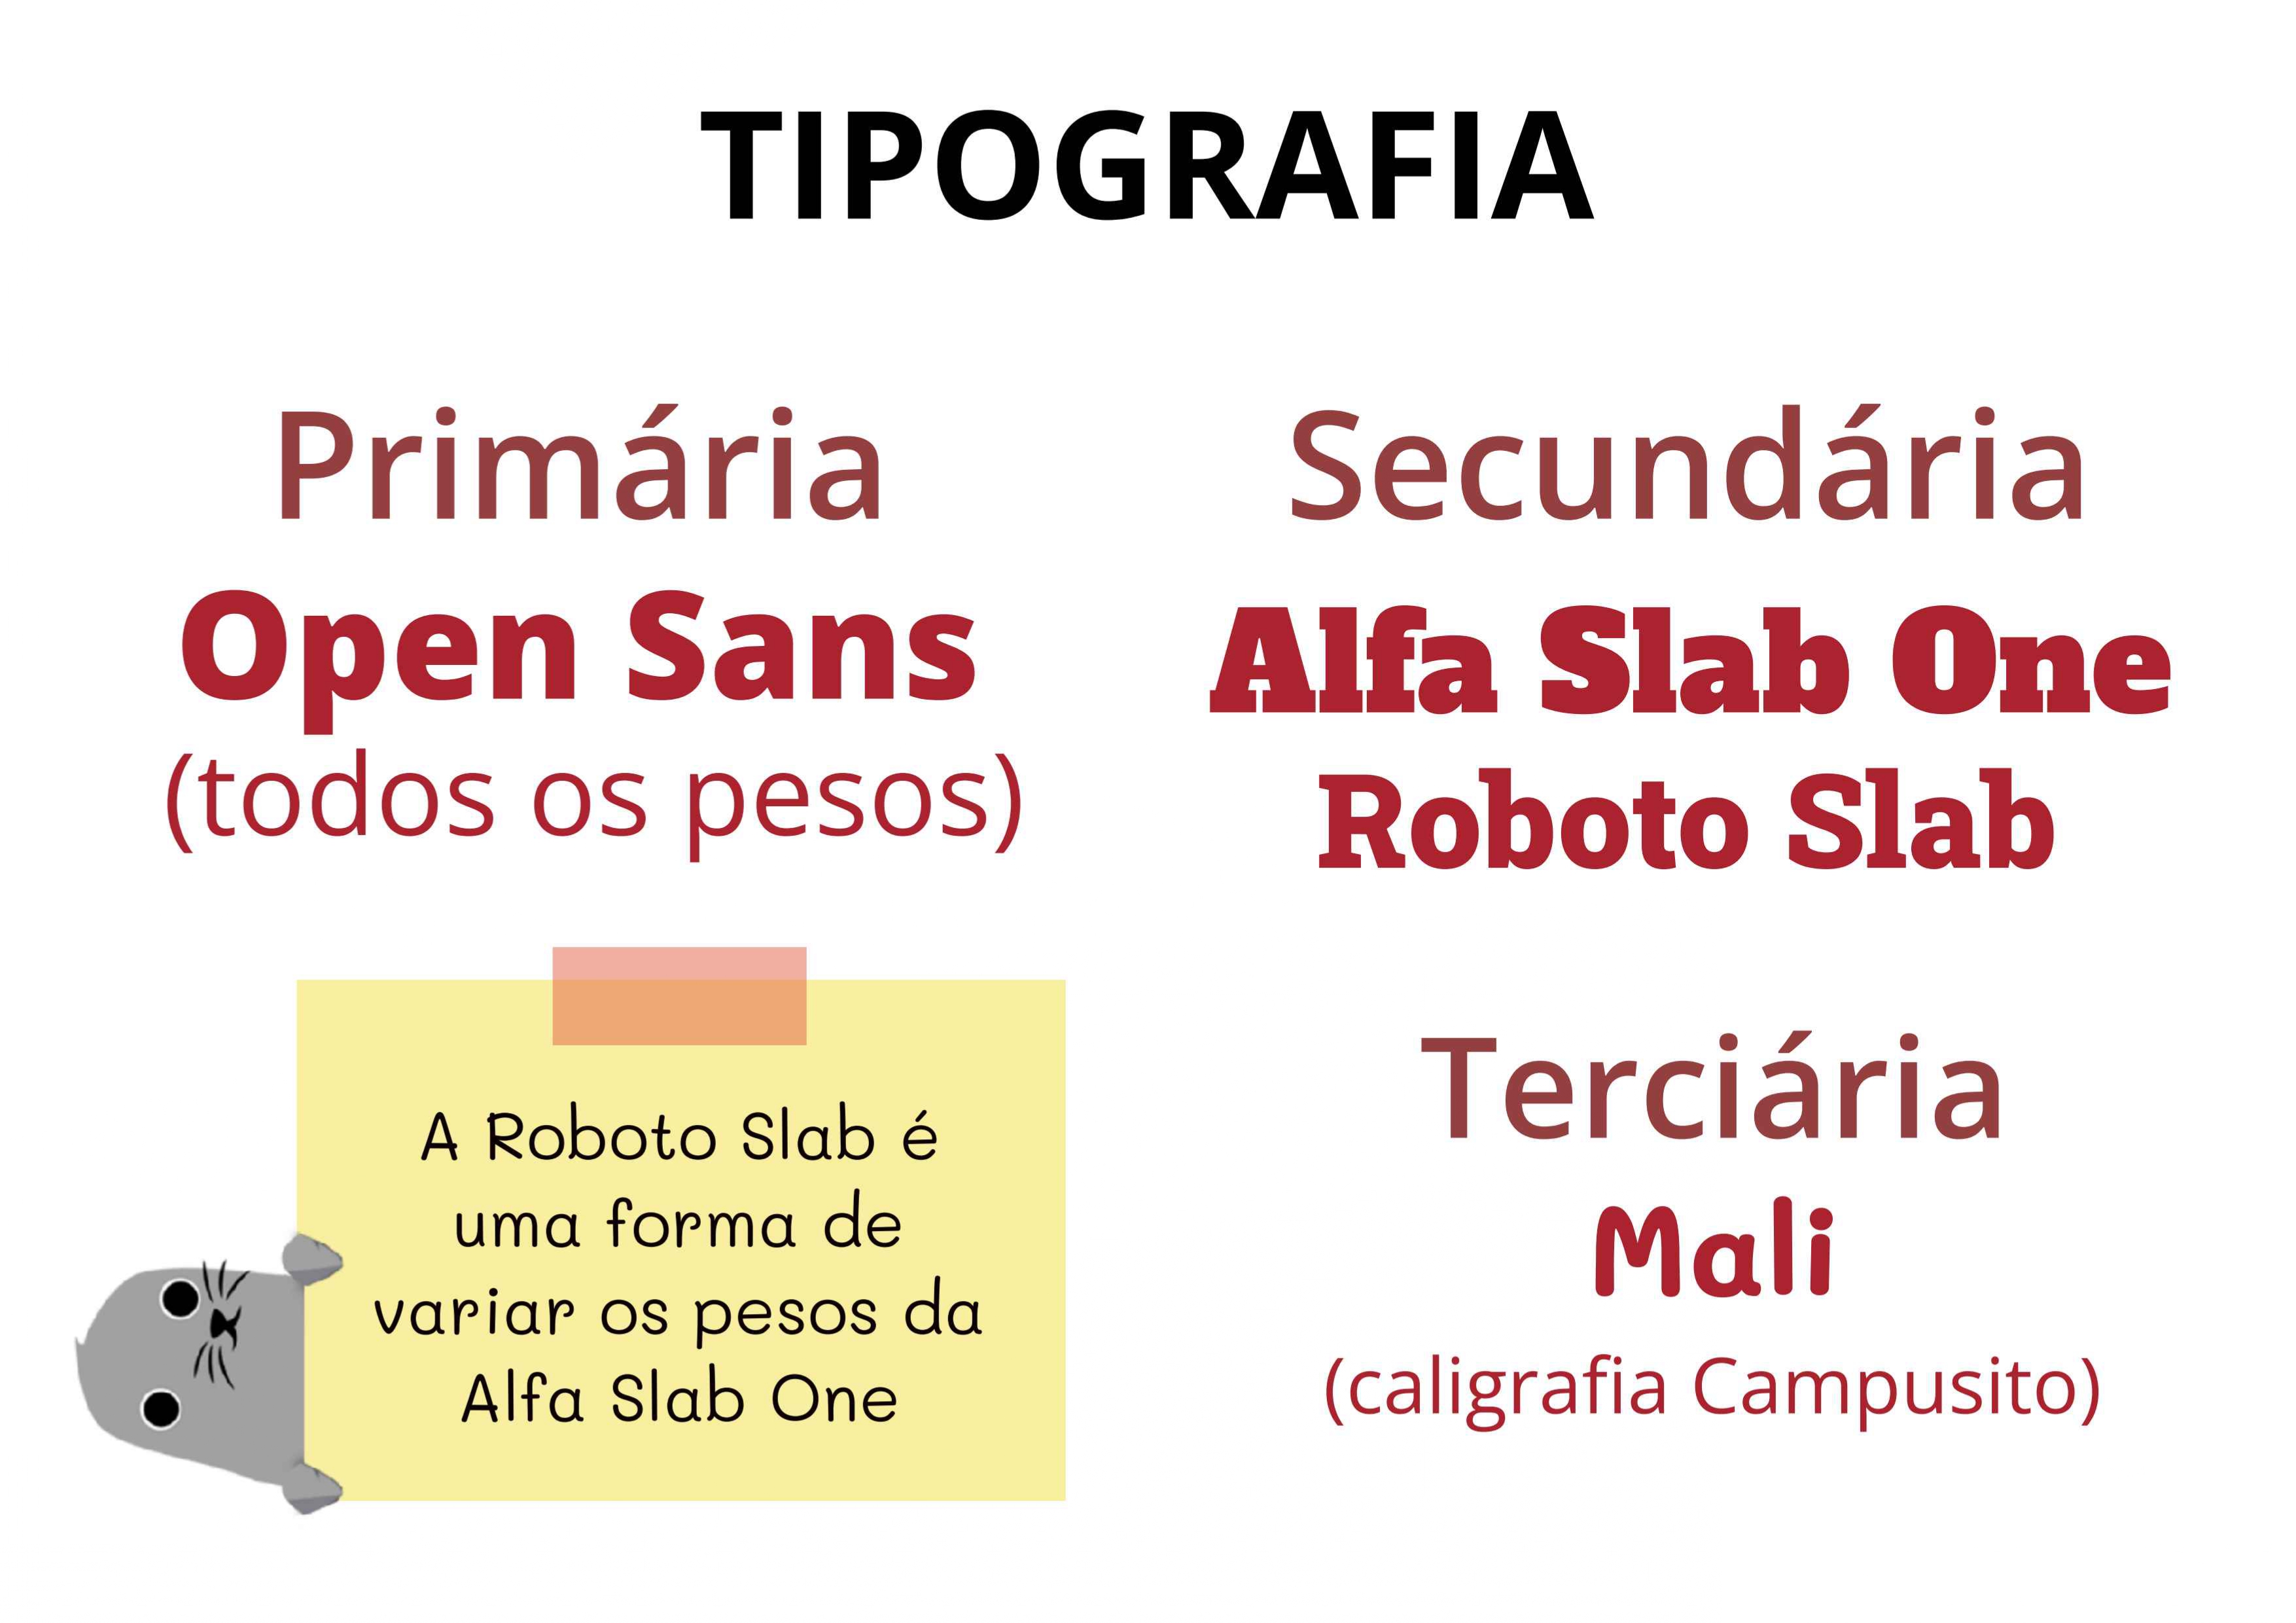 TIPOGRAFIA
Primária
Open Sans
(todos os pesos)
Secundária
Alfa Slab One
Roboto Slab
A Roboto Slab é
uma forma de
variar os pesos da
Alfa Slab One
Terciária
Mali
(caligrafia Campusito)